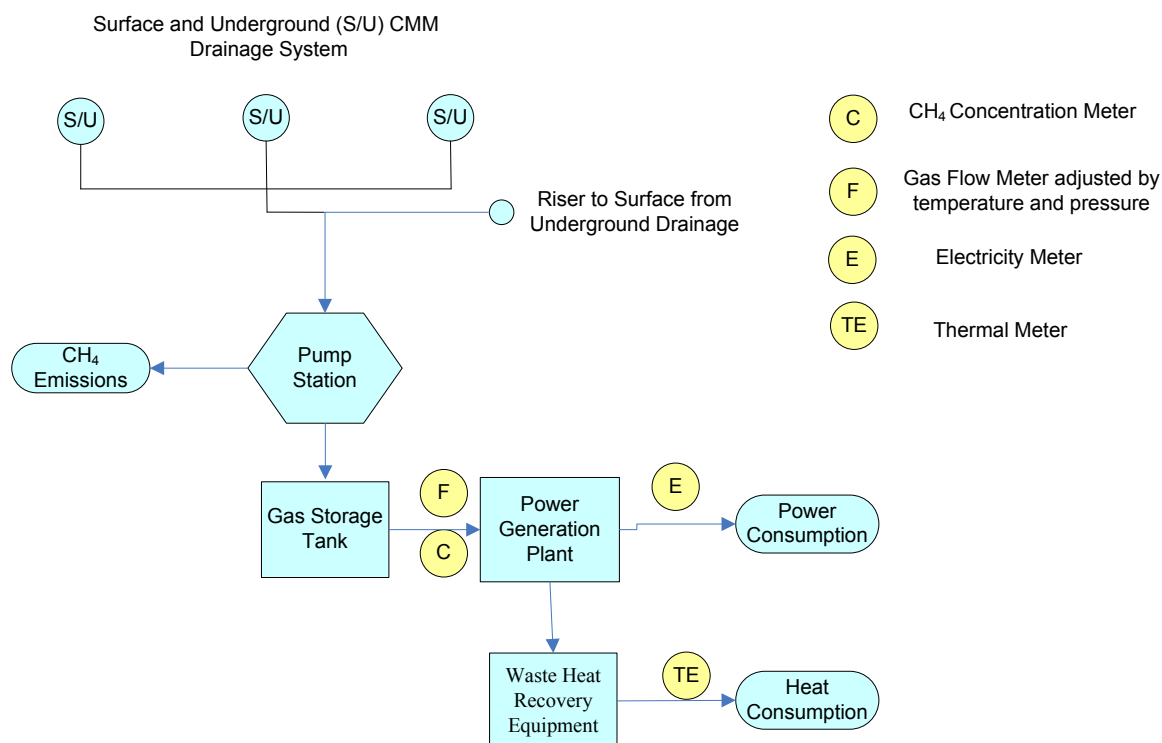 Surface and Underground (S/U) CMM
Drainage System
S/U
S/U
S/U
C
CH₄ Concentration Meter
Riser to Surface from
Underground Drainage
F
Gas Flow Meter adjusted by
temperature and pressure
E
Electricity Meter
TE
Thermal Meter
CH₄
Emissions
Pump
Station
Gas Storage
Tank
F
C
Power
Generation
Plant
E
Power
Consumption
Waste Heat
Recovery
Equipment
TE
Heat
Consumption